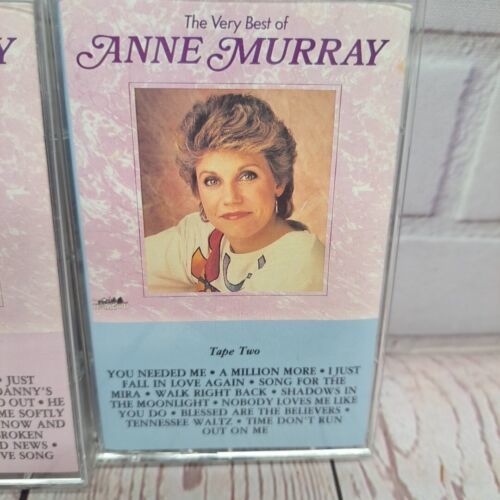 The Very Best of
ANNE MURRAY
Tape Two
YOU NEEDED ME • A MILLION MORE • I JUST
FALL IN LOVE AGAIN • SONG FOR THE
MIRA • WALK RIGHT BACK • SHADOWS IN
THE MOONLIGHT • NOBODY LOVES ME LIKE
YOU DO • BLESSED ARE THE BELIEVERS •
TENNESSEE WALTZ • TIME DON'T RUN
OUT ON ME
Y
• JUST
DANNY'S
D OUT • HE
ME SOFTLY
NOW AND
BROKEN
D NEWS •
VE SONG